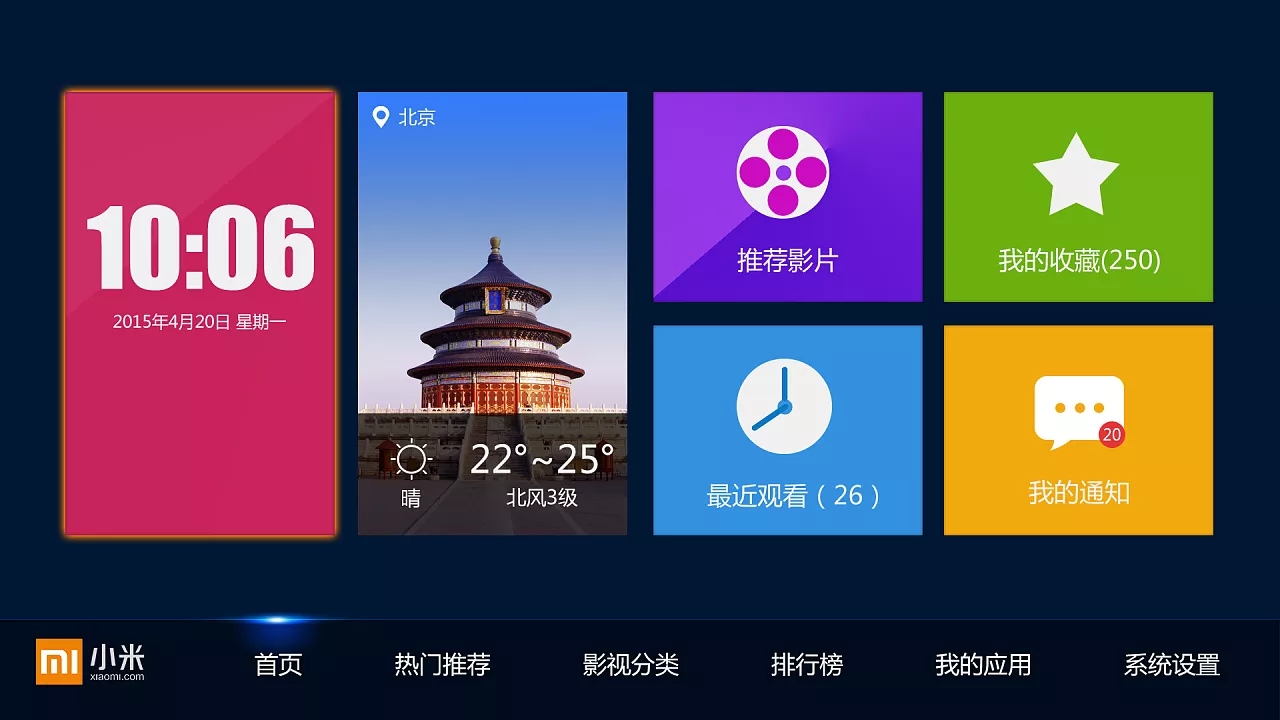 10:06
2015年4月20日 星期一
北京
22°~25°
晴
北风3级
推荐影片
我的收藏(250)
最近观看（26）
20
我的通知
小米
xiaomi.com
首页
热门推荐
影视分类
排行榜
我的应用
系统设置